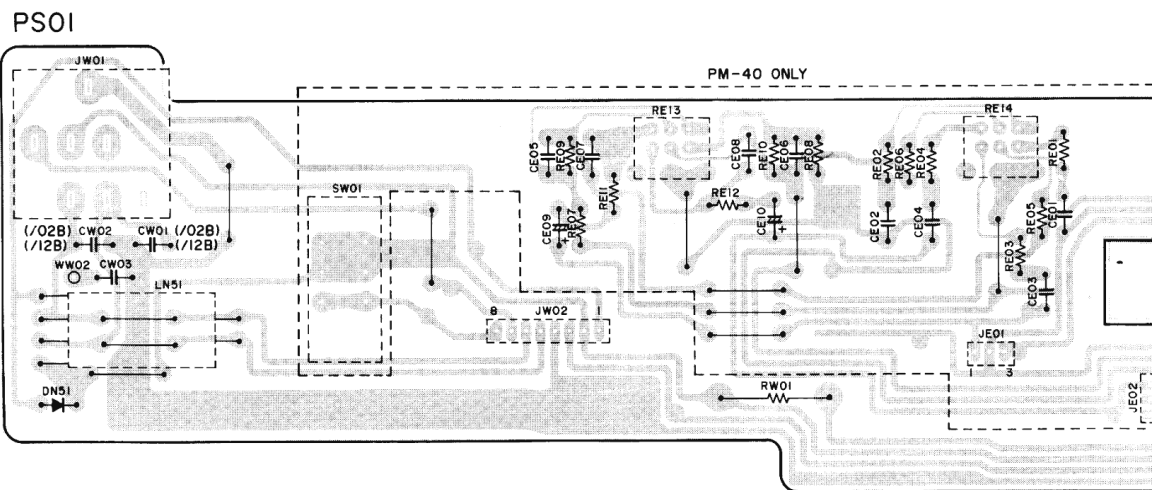 PS01
JW01
PM-40 ONLY
RE13
RE14
CE05
RE09
CE07
CE08
RE10
CE06
RE08
RE02
RE06
RE04
RE01
SW01
RE11
RE12
(/02B) CW02 CW01 (/02B)
(/12B) (/12B)
CE09
RE07
CE10
CE02
CE04
RE05
CE01
RE03
WW02 CW03
LN51
CE03
8 JW02 1
JE01
1 3
DN51
RW01
JE02